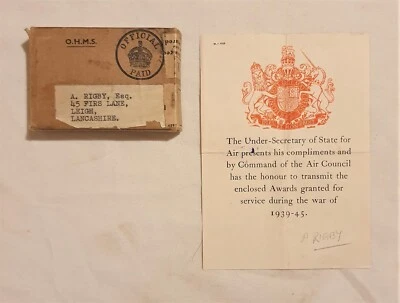 O.H.M.S.
OFFICIAL
PAID
A. RIGBY, Esq.
45 FIRS LANE,
LEIGH,
LANCASHIRE.
The Under-Secretary of State for
Air presents his compliments and
by Command of the Air Council
has the honour to transmit the
enclosed Awards granted for
service during the war of
1939-45.
P RIGBY